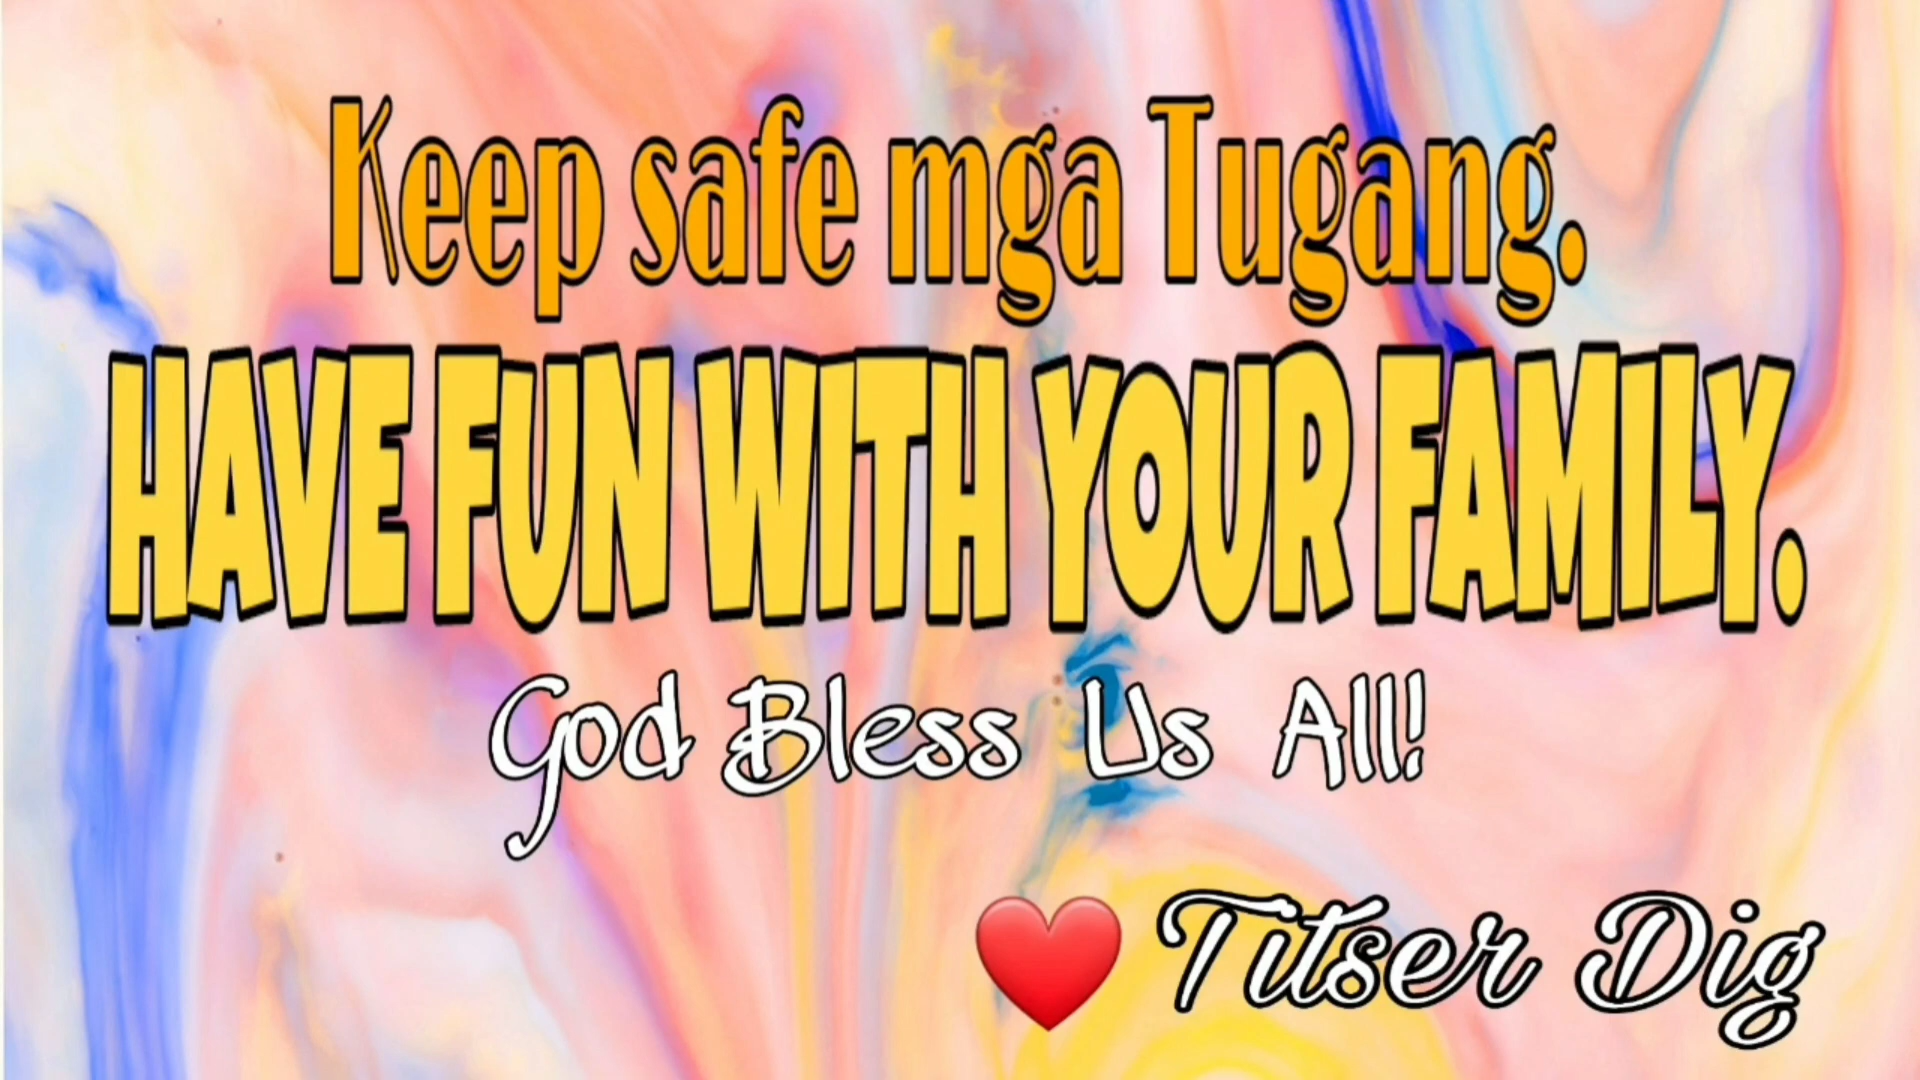 Keep safe mga Tugang.
HAVE FUN WITH YOUR FAMILY.
God Bless Us All!
❤ Titser Dig